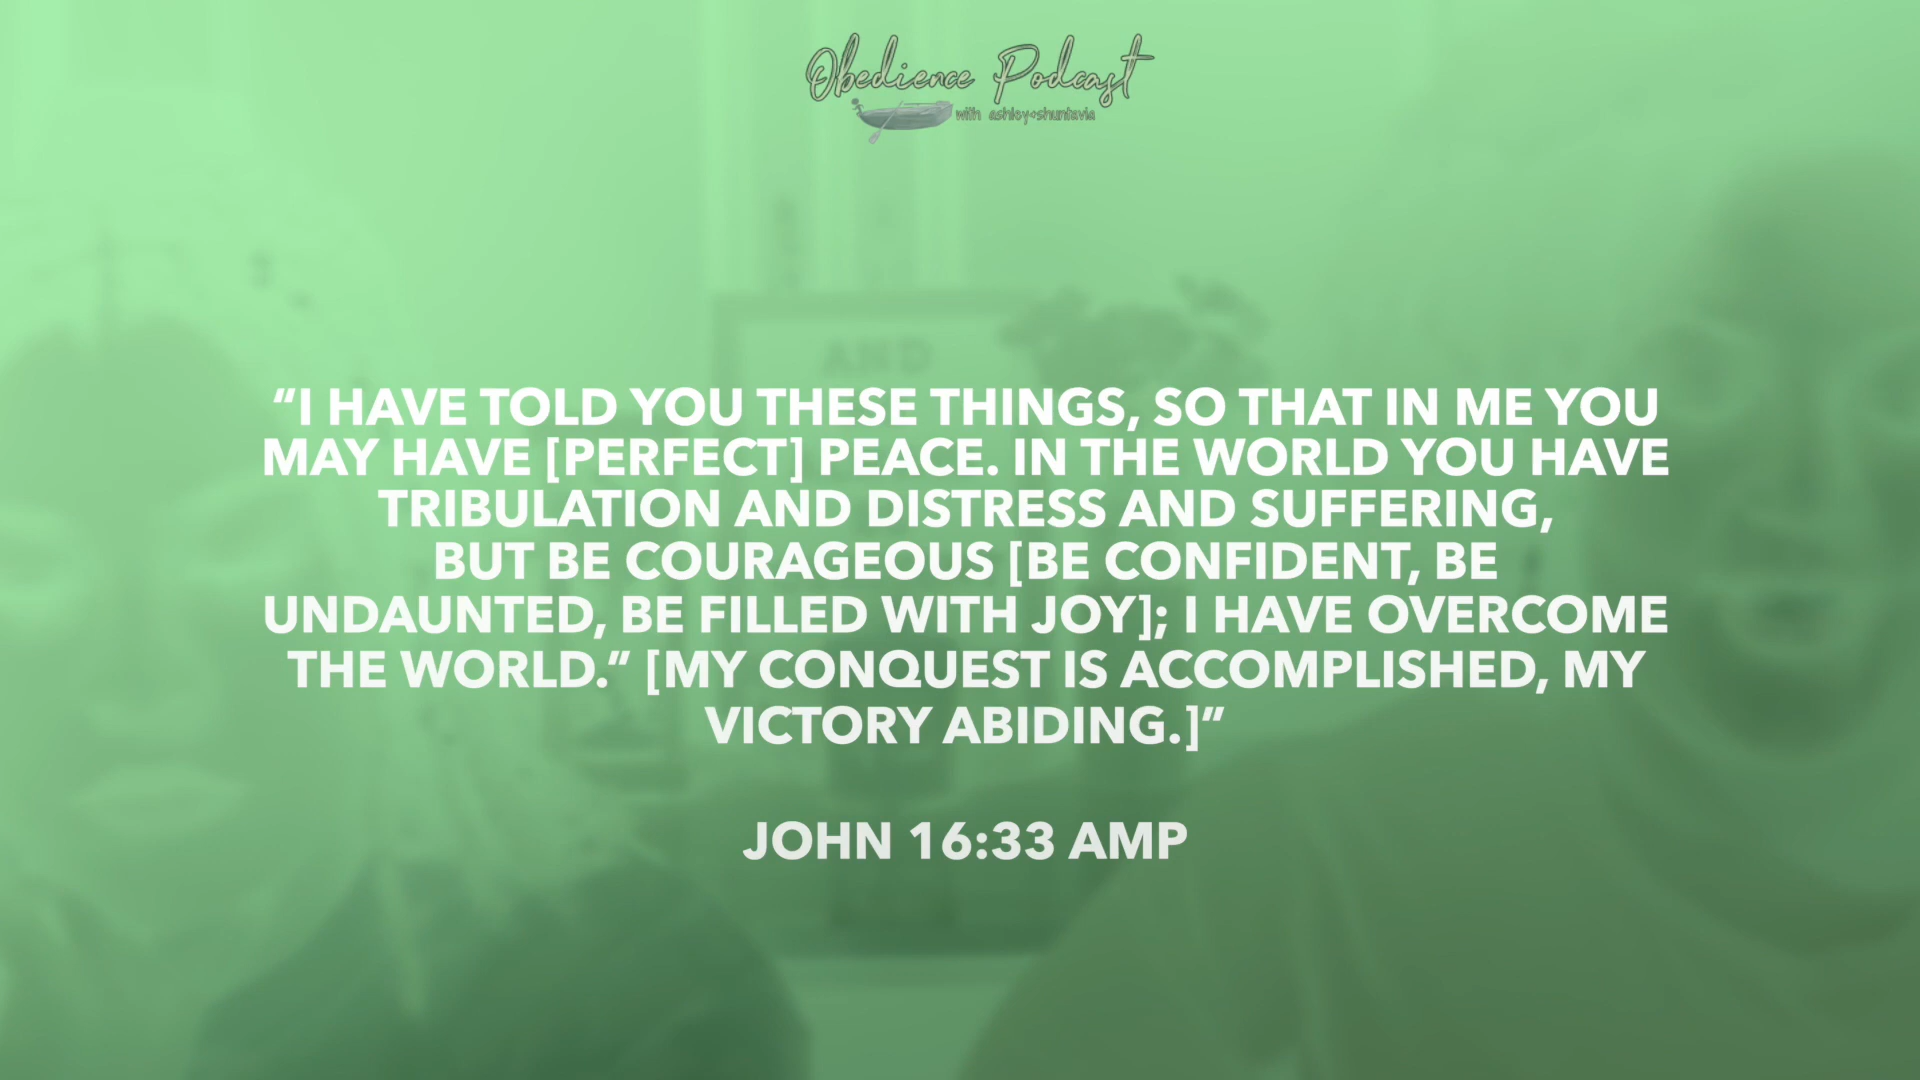 Obedience Podcast
with ashley+shuntavia
AND
“I HAVE TOLD YOU THESE THINGS, SO THAT IN ME YOU
MAY HAVE [PERFECT] PEACE. IN THE WORLD YOU HAVE
TRIBULATION AND DISTRESS AND SUFFERING,
BUT BE COURAGEOUS [BE CONFIDENT, BE
UNDAUNTED, BE FILLED WITH JOY]; I HAVE OVERCOME
THE WORLD.” [MY CONQUEST IS ACCOMPLISHED, MY
VICTORY ABIDING.]”
JOHN 16:33 AMP